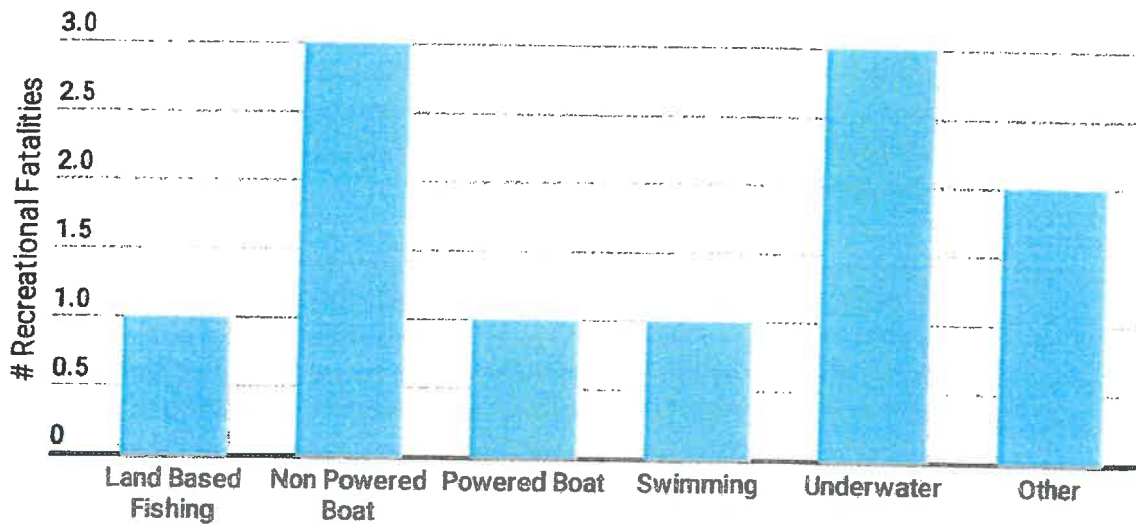 3.0
2.5
2.0
1.5
1.0
0.5
0
# Recreational Fatalities
Land Based
Fishing
Non Powered
Boat
Powered Boat
Swimming
Underwater
Other